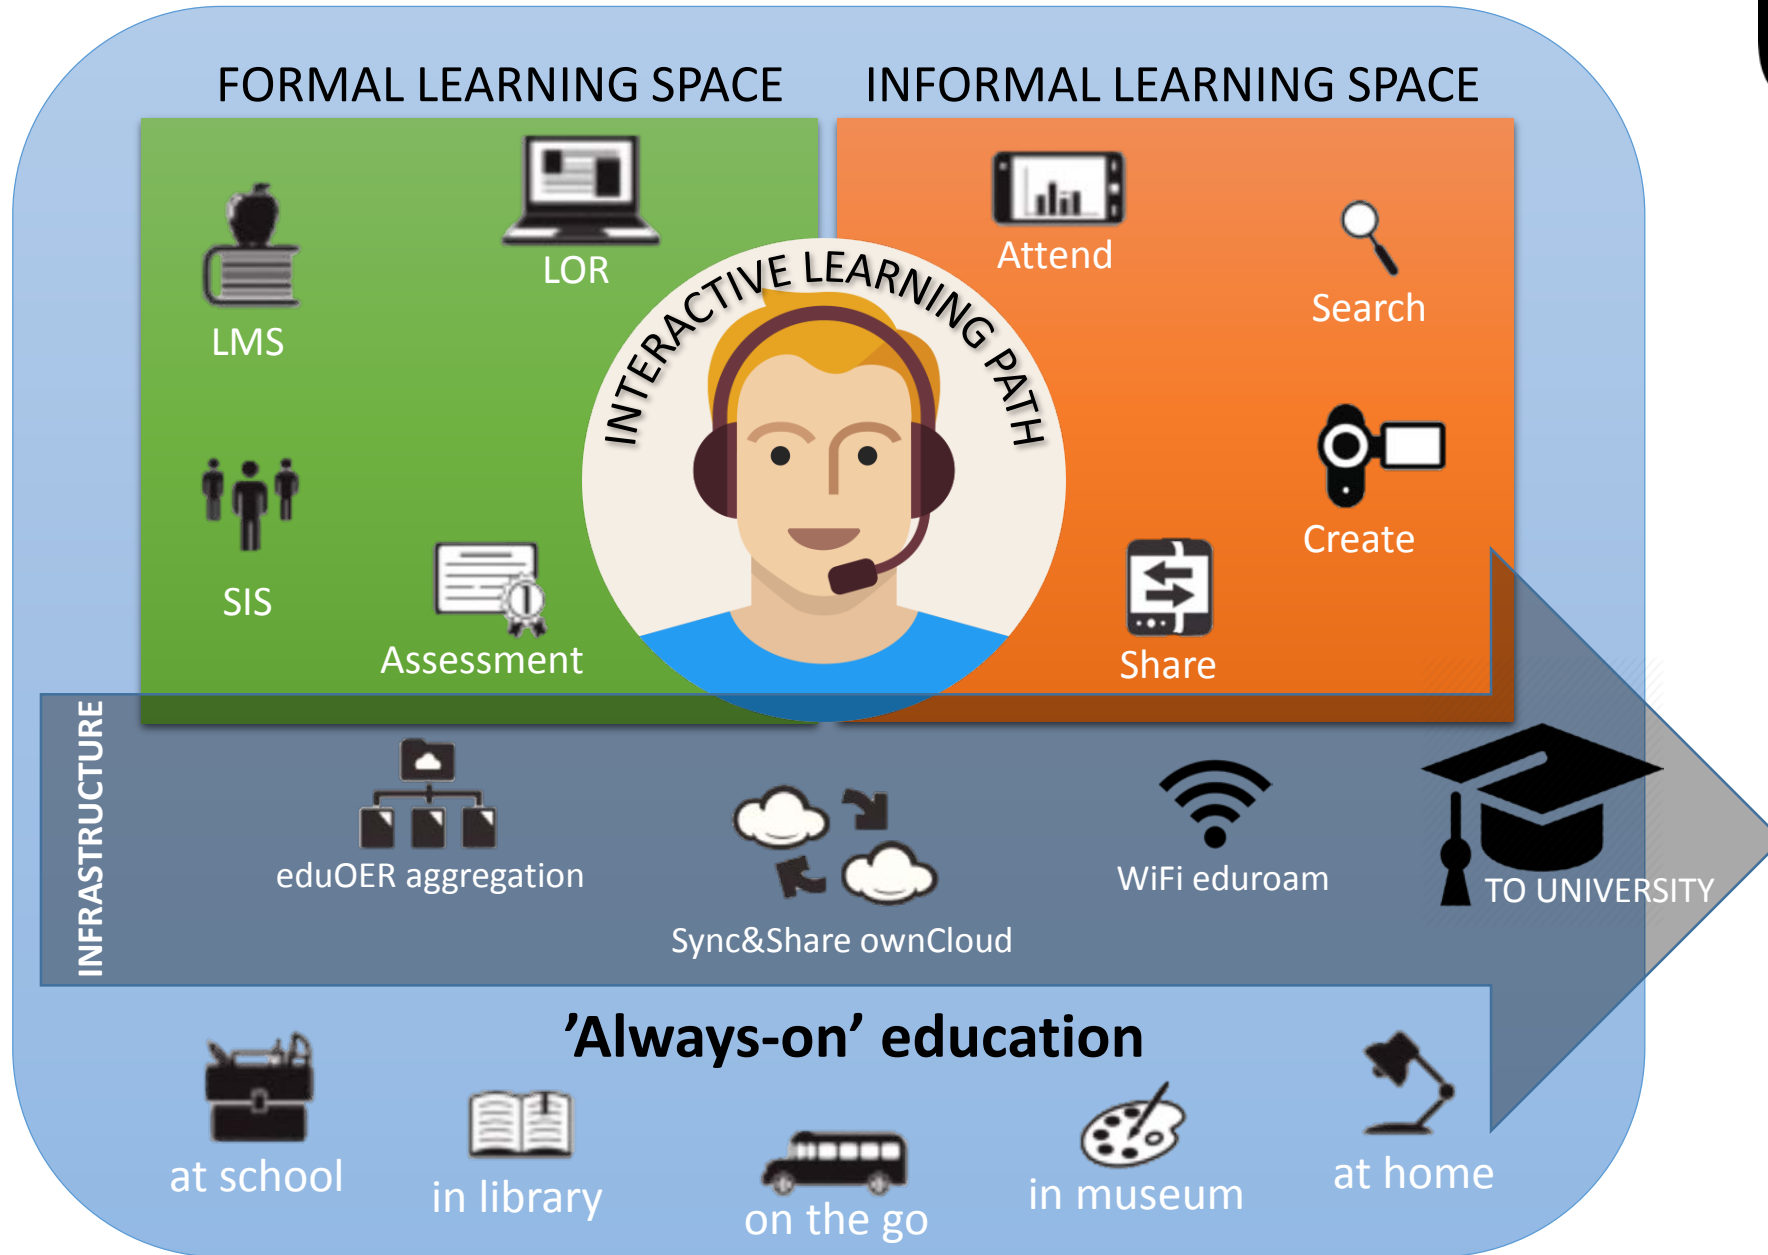 FORMAL LEARNING SPACE
INFORMAL LEARNING SPACE
LMS
LOR
SIS
Assessment
INTERACTIVE LEARNING PATH
Attend
Search
Create
Share
INFRASTRUCTURE
eduOER aggregation
Sync&Share ownCloud
WiFi eduroam
TO UNIVERSITY
’Always-on’ education
at school
in library
on the go
in museum
at home